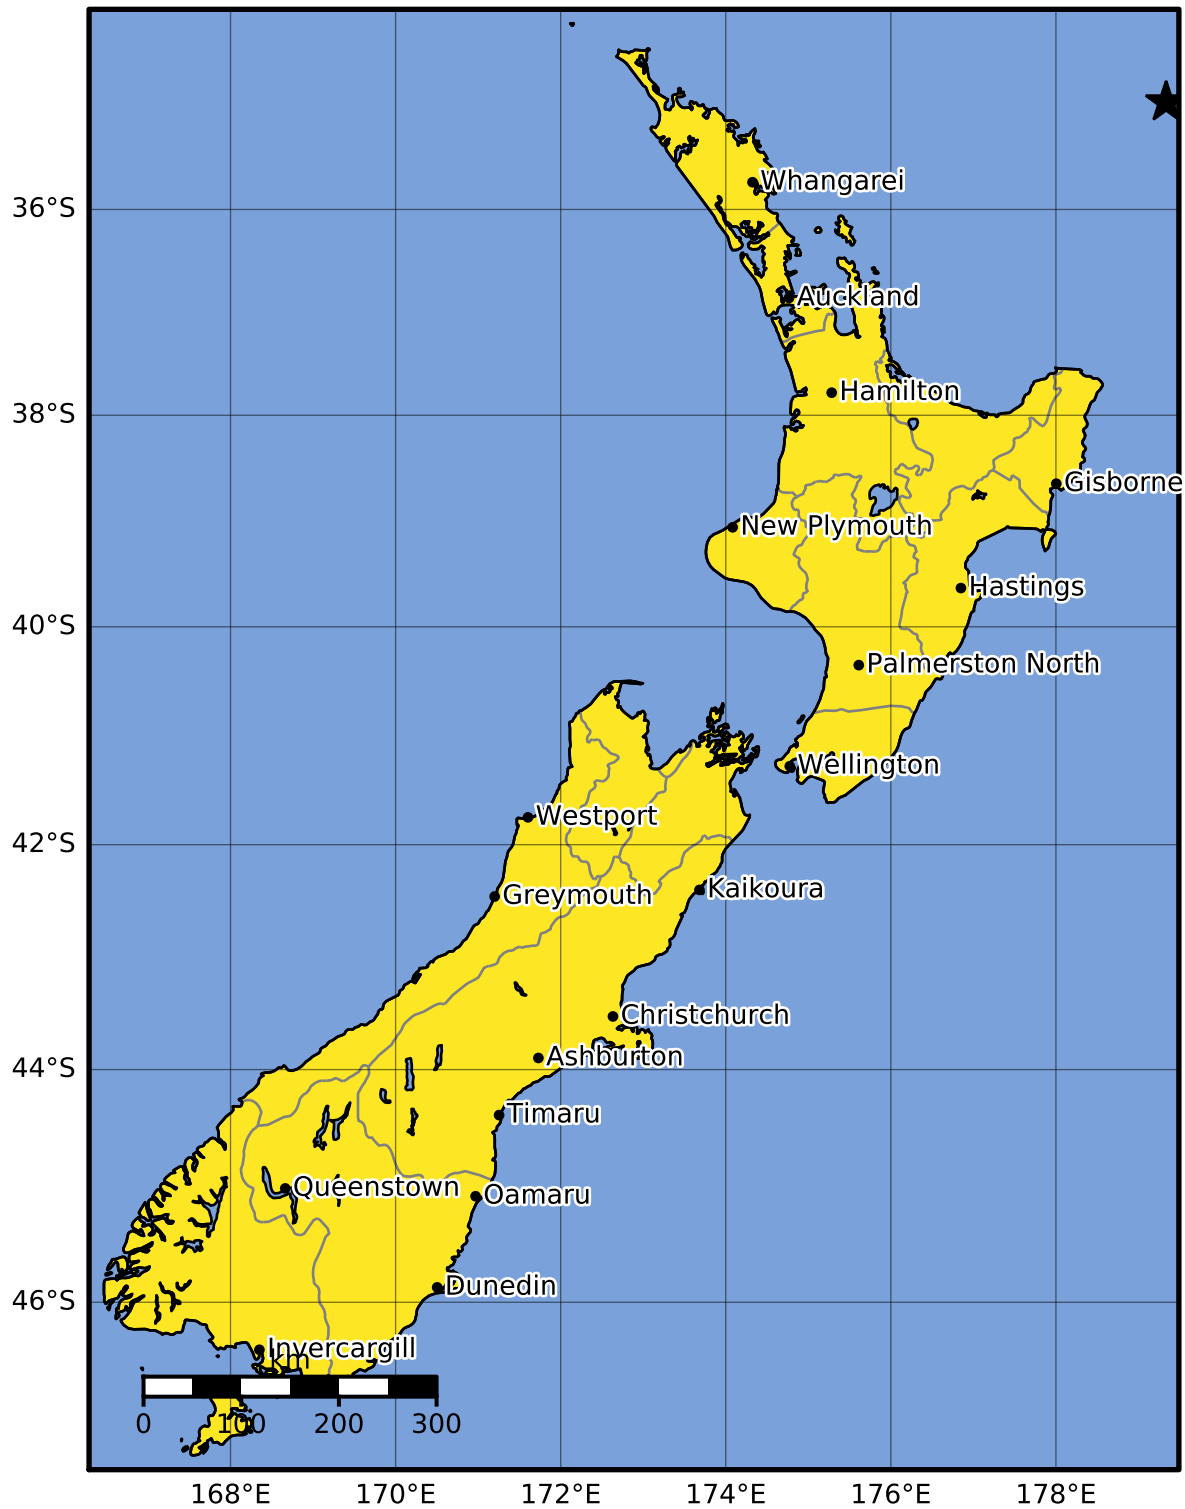 Whangarei
36°S
Auckland
Hamilton
38°S
Gisborne
New Plymouth
Hastings
40°S
Palmerston North
Wellington
Westport
42°S
Kaikoura
Greymouth
Christchurch
Ashburton
44°S
Timaru
Queenstown
Oamaru
Dunedin
46°S
Invercargill
km
0 100 200 300
168°E 170°E 172°E 174°E 176°E 178°E